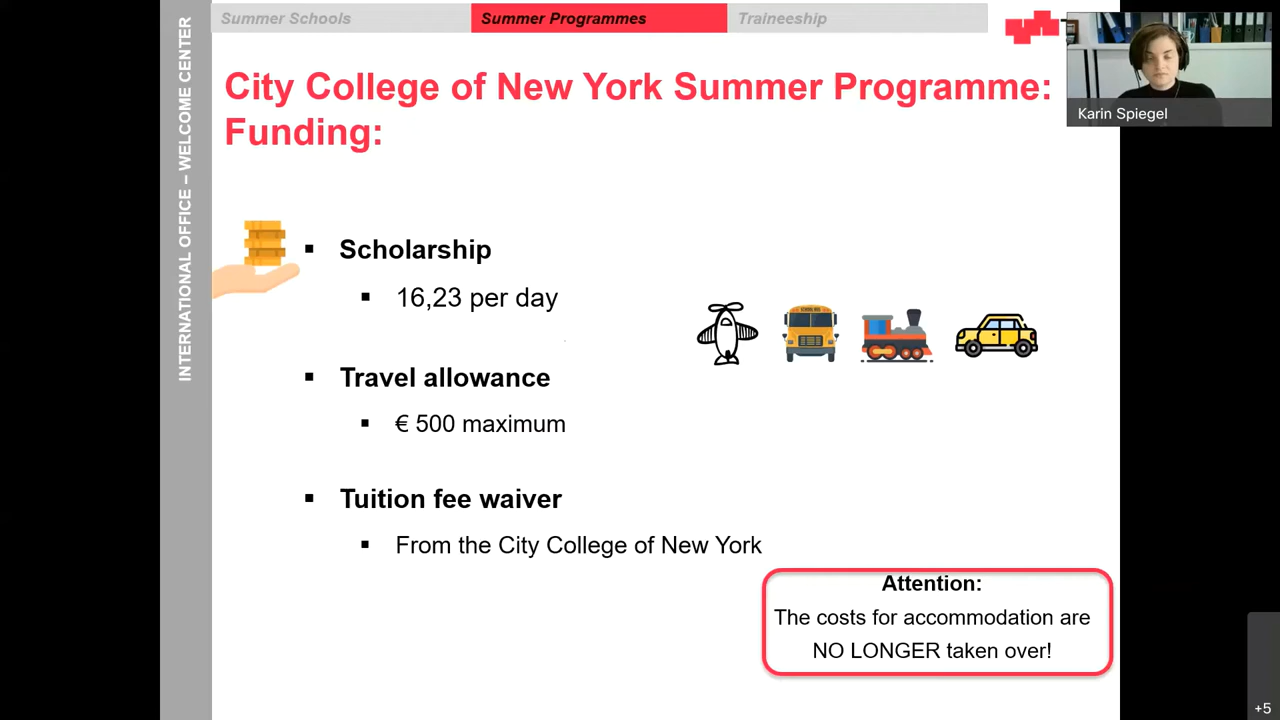 Summer Schools
Summer Programmes
Traineeship
INTERNATIONAL OFFICE – WELCOME CENTER
Karin Spiegel
City College of New York Summer Programme:
Funding:
▪ Scholarship
▪ 16,23 per day
▪ Travel allowance
▪ € 500 maximum
▪ Tuition fee waiver
▪ From the City College of New York
Attention:
The costs for accommodation are
NO LONGER taken over!
+5